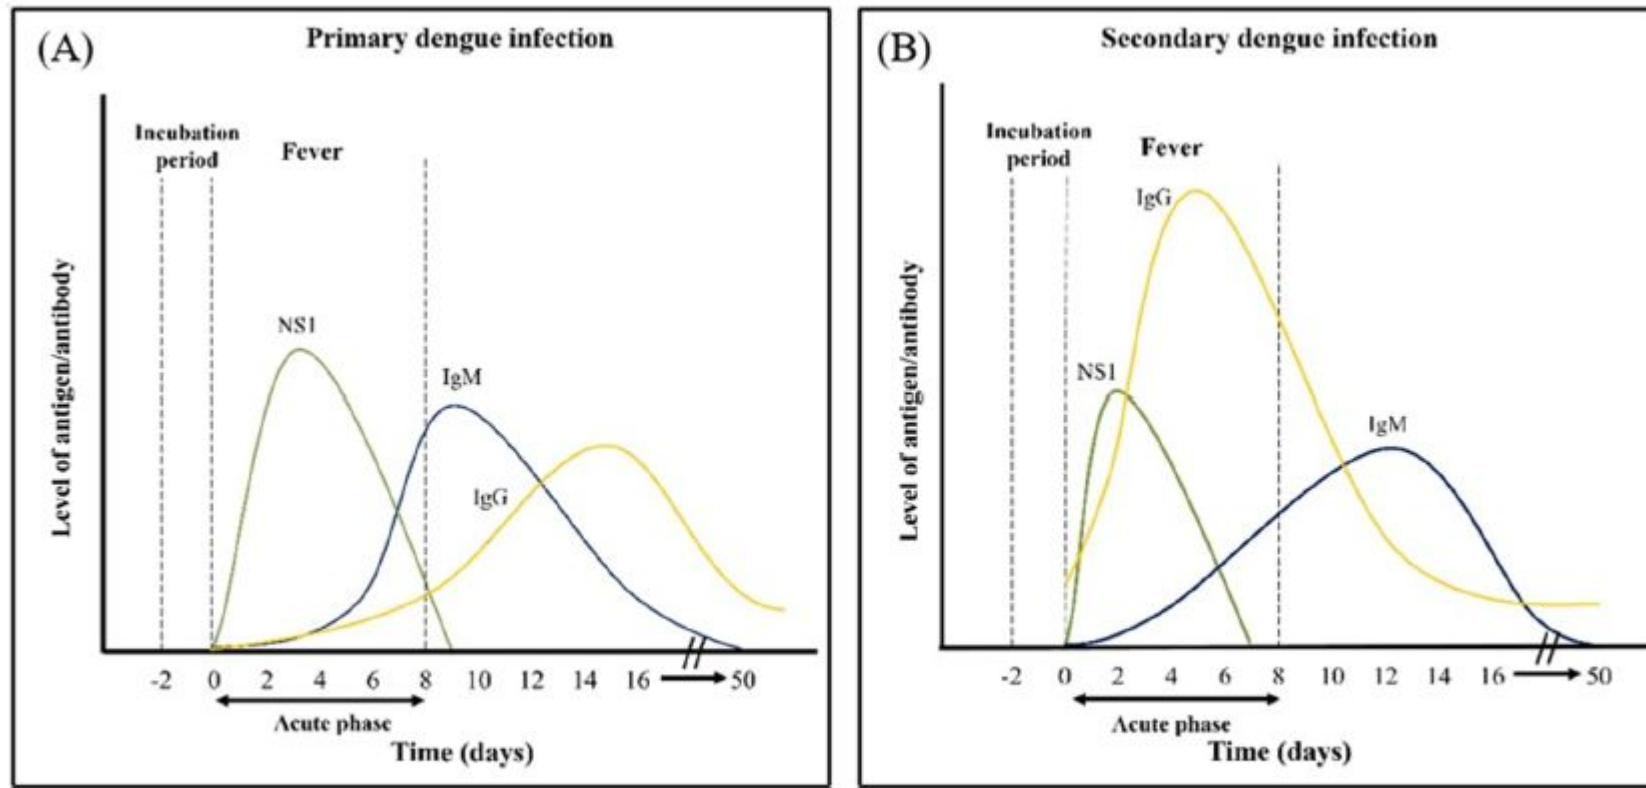 (A)
Primary dengue infection
Incubation
period
Fever
NS1
IgM
IgG
Level of antigen/antibody
-2 0 2 4 6 8 10 12 14 16 50
Acute phase
Time (days)
(B)
Secondary dengue infection
Incubation
period
Fever
IgG
NS1
IgM
Level of antigen/antibody
-2 0 2 4 6 8 10 12 14 16 50
Acute phase
Time (days)